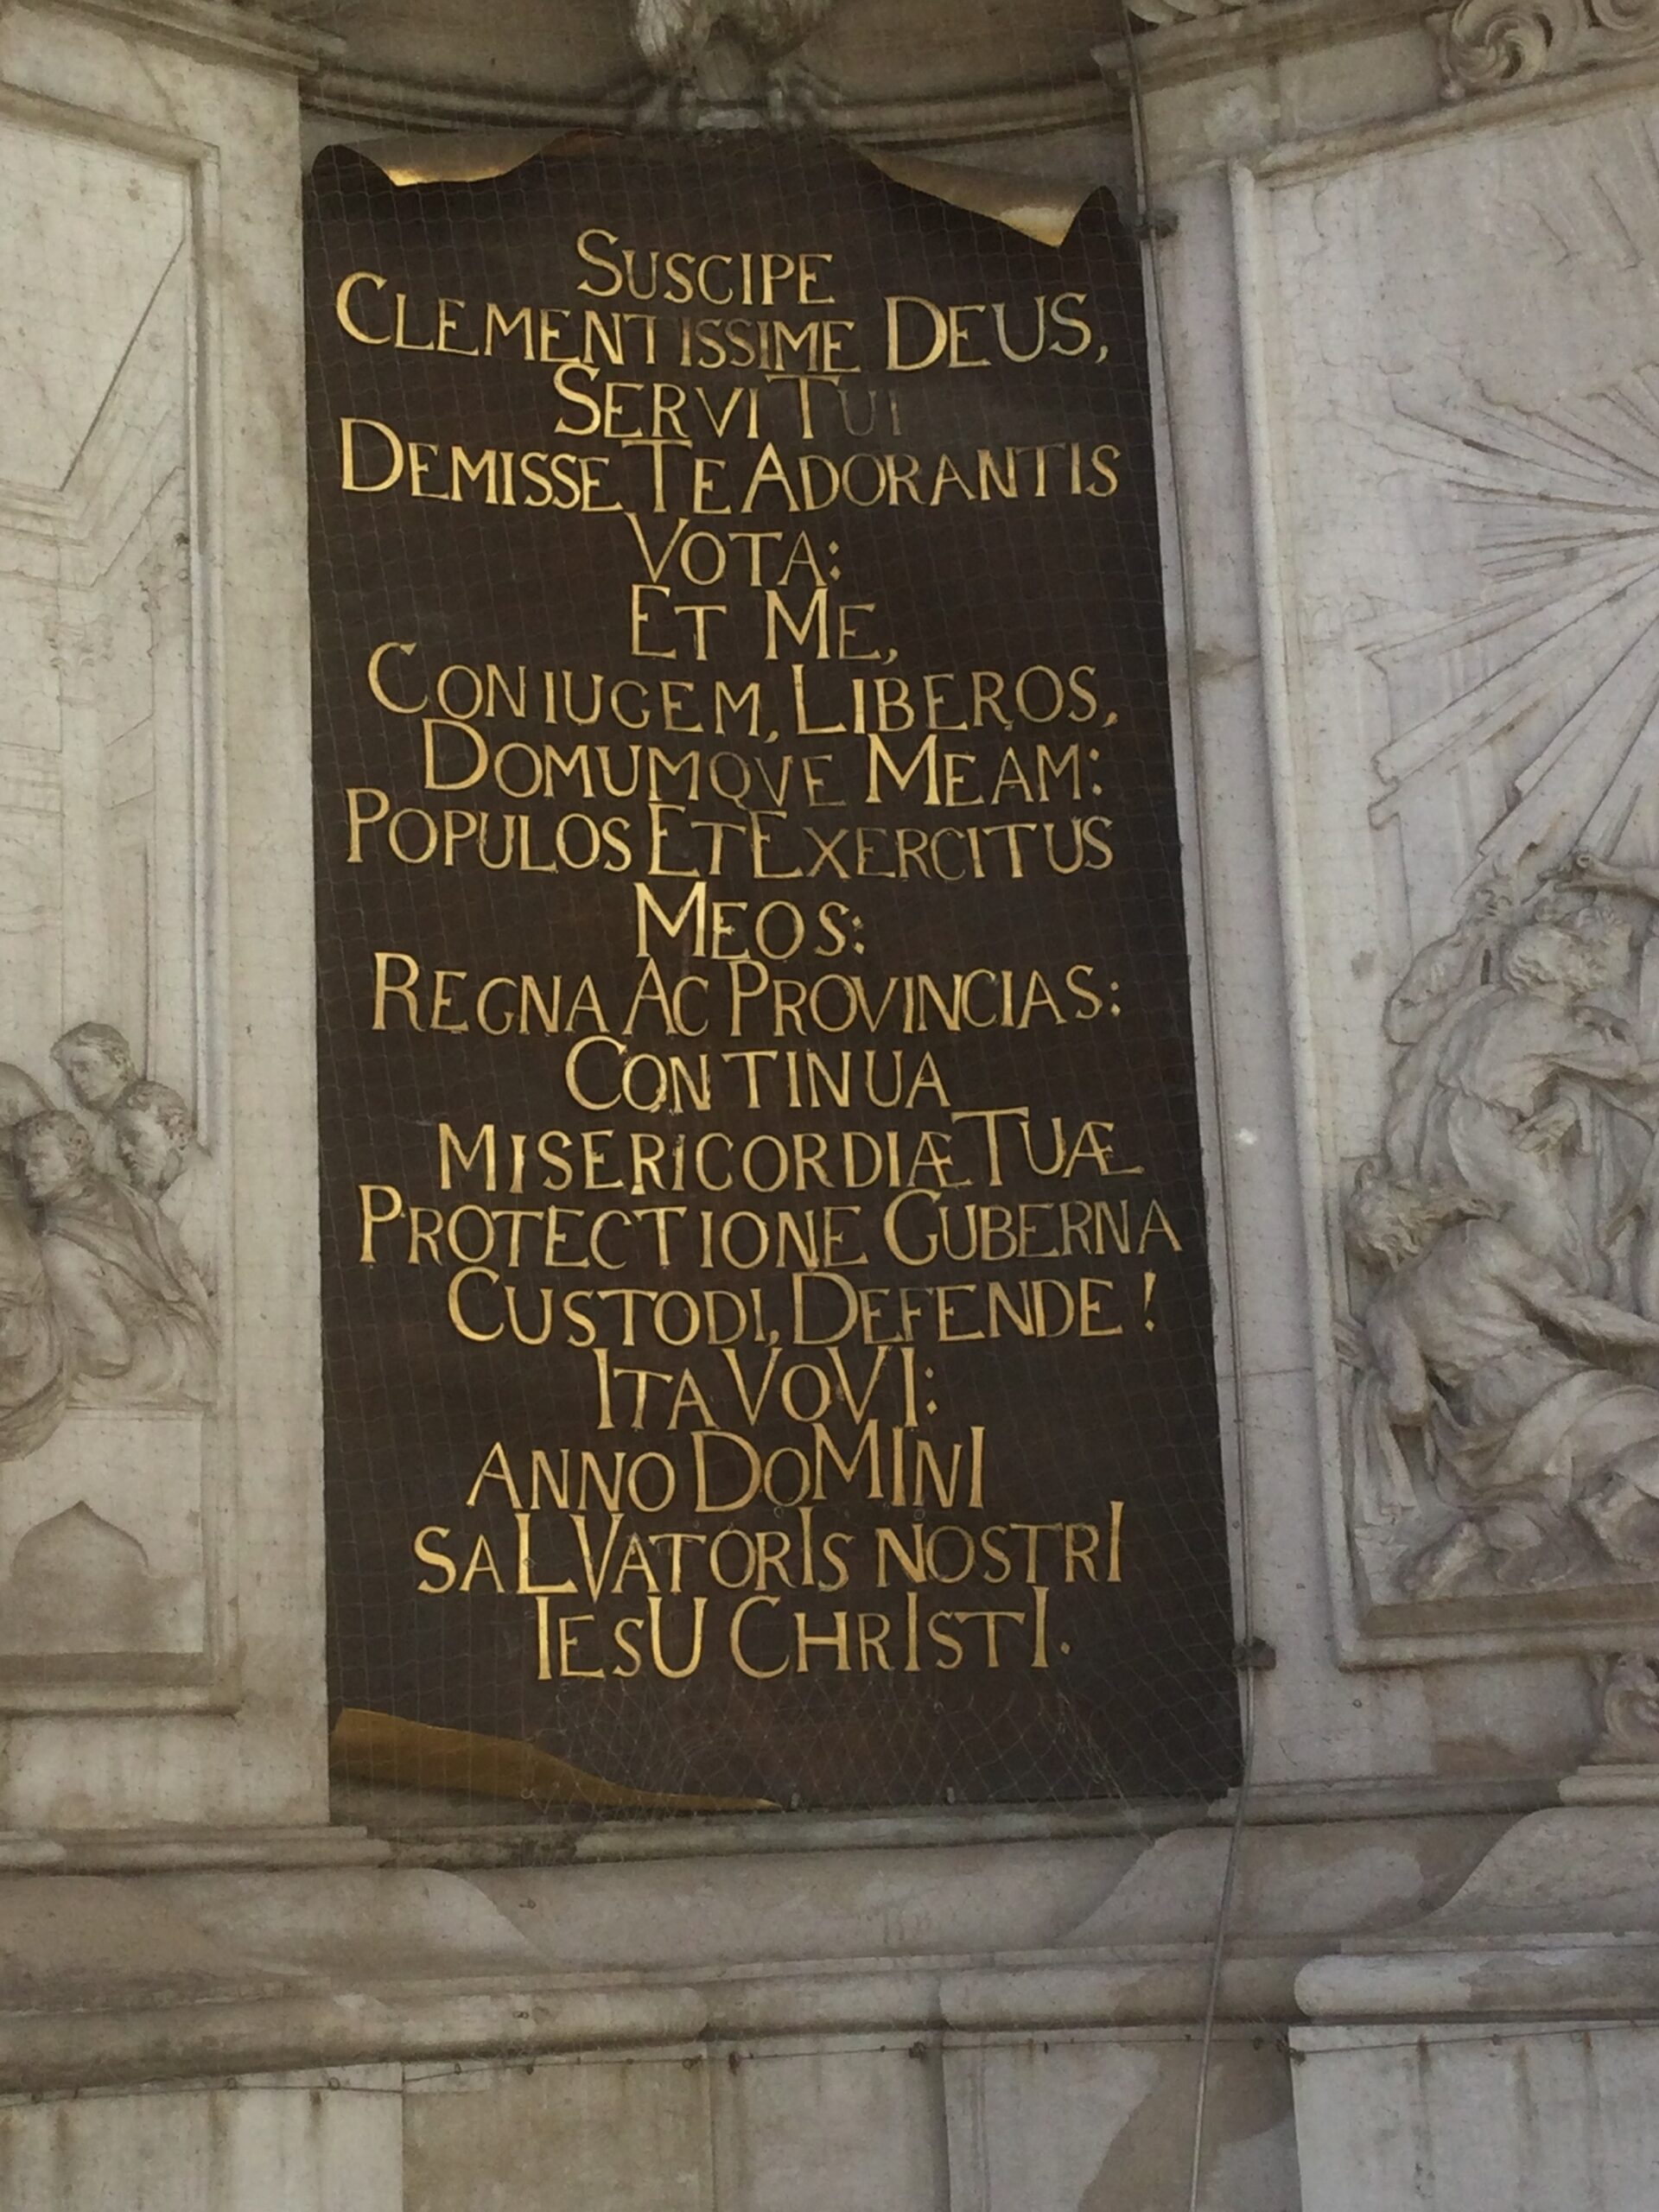 SUSCIPE
CLEMENTISSIME DEUS,
SERVI TUI
DEMISSE TE ADORANTIS
VOTA:
ET ME,
CONIUGEM, LIBEROS,
DOMUMQVE MEAM:
POPULOS ET EXERCITUS
MEOS:
REGNA AC PROVINCIAS:
CONTINUA
MISERICORDIÆ TUÆ
PROTECTIONE GUBERNA
CUSTODI, DEFENDE!
ITA VOVI:
ANNO DOMINI
SALVATORIS NOSTRI
IESU CHRISTI.